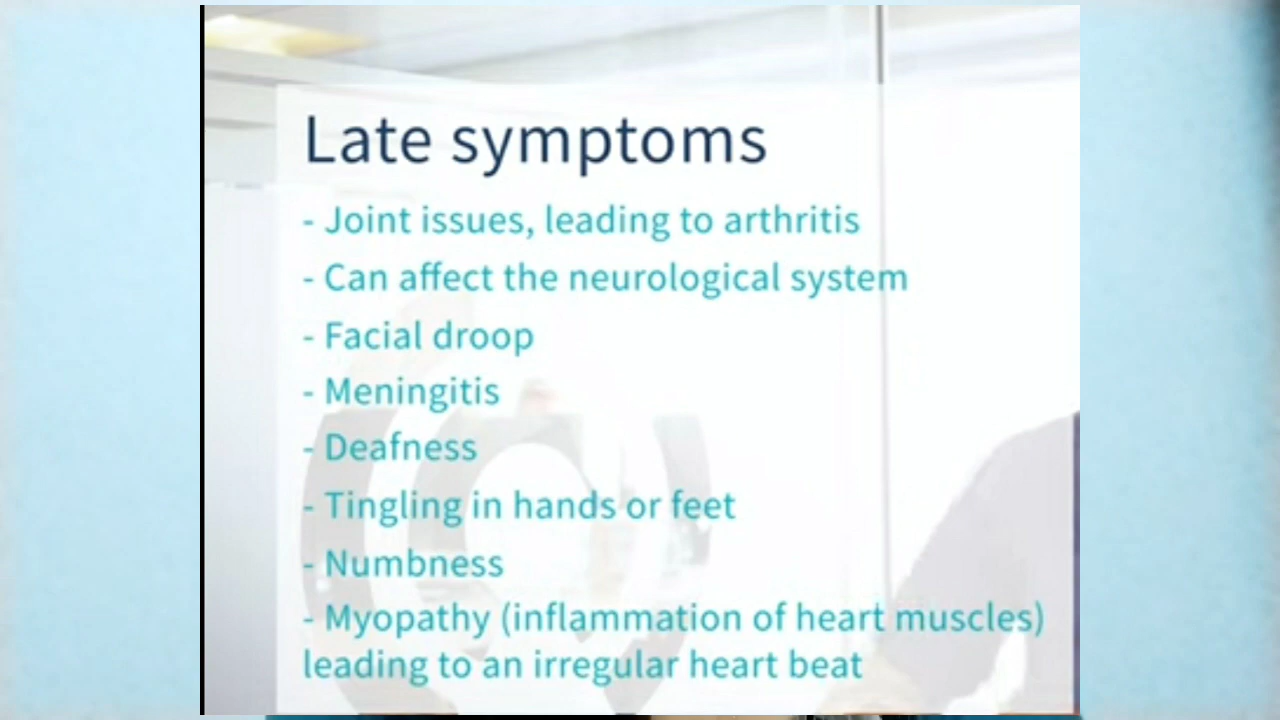 Late symptoms
- Joint issues, leading to arthritis
- Can affect the neurological system
- Facial droop
- Meningitis
- Deafness
- Tingling in hands or feet
- Numbness
- Myopathy (inflammation of heart muscles)
leading to an irregular heart beat